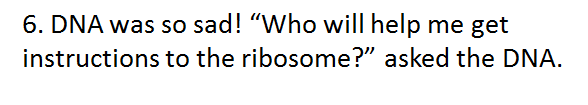 6. DNA was so sad! “Who will help me get
instructions to the ribosome?” asked the DNA.